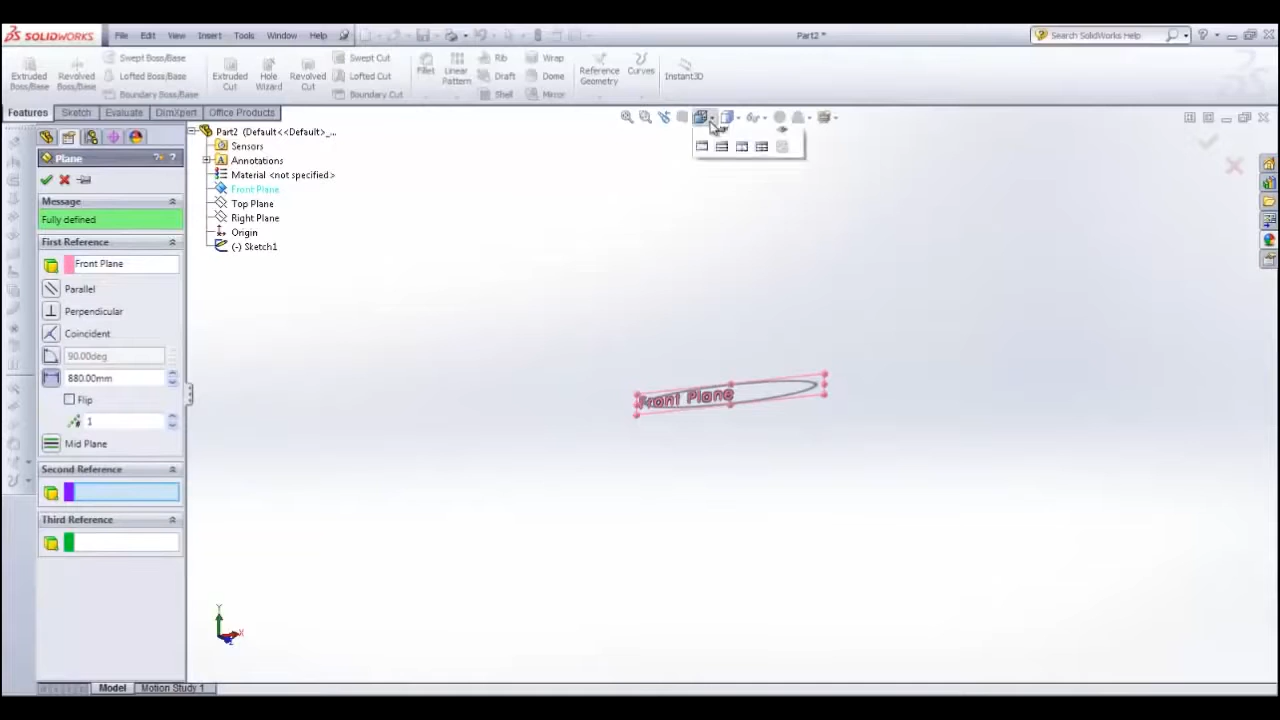 SOLIDWORKS File Edit View Insert Tools Window Help Part2 * Search SolidWorks Help
Extruded Boss/Base
Revolved Boss/Base
Swept Boss/Base
Lofted Boss/Base
Boundary Boss/Base
Extruded Cut
Hole Wizard
Revolved Cut
Swept Cut
Lofted Cut
Boundary Cut
Fillet
Linear Pattern
Rib
Draft
Shell
Wrap
Dome
Mirror
Reference Geometry
Curves
Instant3D
Features Sketch Evaluate DimXpert Office Products
Plane
Message
Fully defined
First Reference
Front Plane
Parallel
Perpendicular
Coincident
90.00deg
880.00mm
Flip
1
Mid Plane
Second Reference
Third Reference
Part2 (Default<<Default>_...
Sensors
Annotations
Material <not specified>
Front Plane
Top Plane
Right Plane
Origin
(-) Sketch1
Front Plane
Y
X
Z
Model Motion Study 1